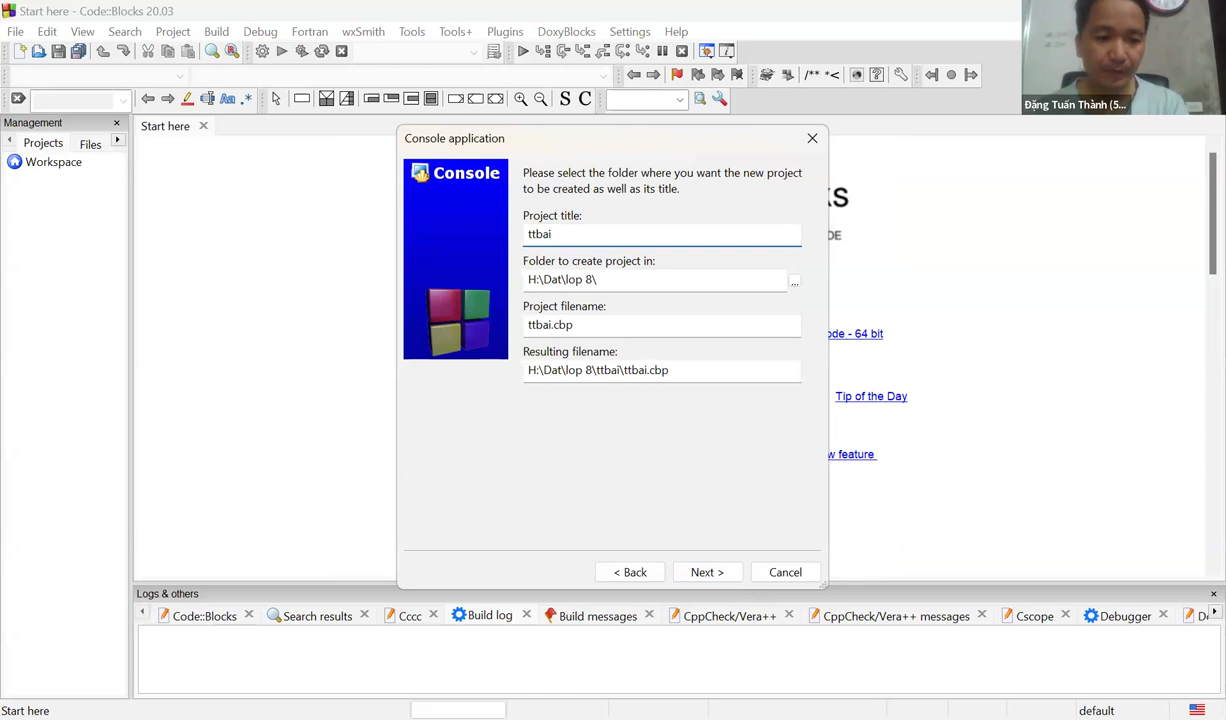 Start here - Code::Blocks 20.03
File Edit View Search Project Build Debug Fortran wxSmith Tools Tools+ Plugins DoxyBlocks Settings Help
/** *<
Aa .*
S C
Management
Projects Files
Workspace
Start here
Console application
Console
Please select the folder where you want the new project
to be created as well as its title.
Project title:
ttbai
Folder to create project in:
H:\Dat\lop 8\
...
Project filename:
ttbai.cbp
Resulting filename:
H:\Dat\lop 8\ttbai\ttbai.cbp
< Back Next > Cancel
KS
DE
ode - 64 bit
Tip of the Day
w feature
Đặng Tuấn Thành (5...
Logs & others
Code::Blocks Search results Cccc Build log Build messages CppCheck/Vera++ CppCheck/Vera++ messages Cscope Debugger D
Start here default